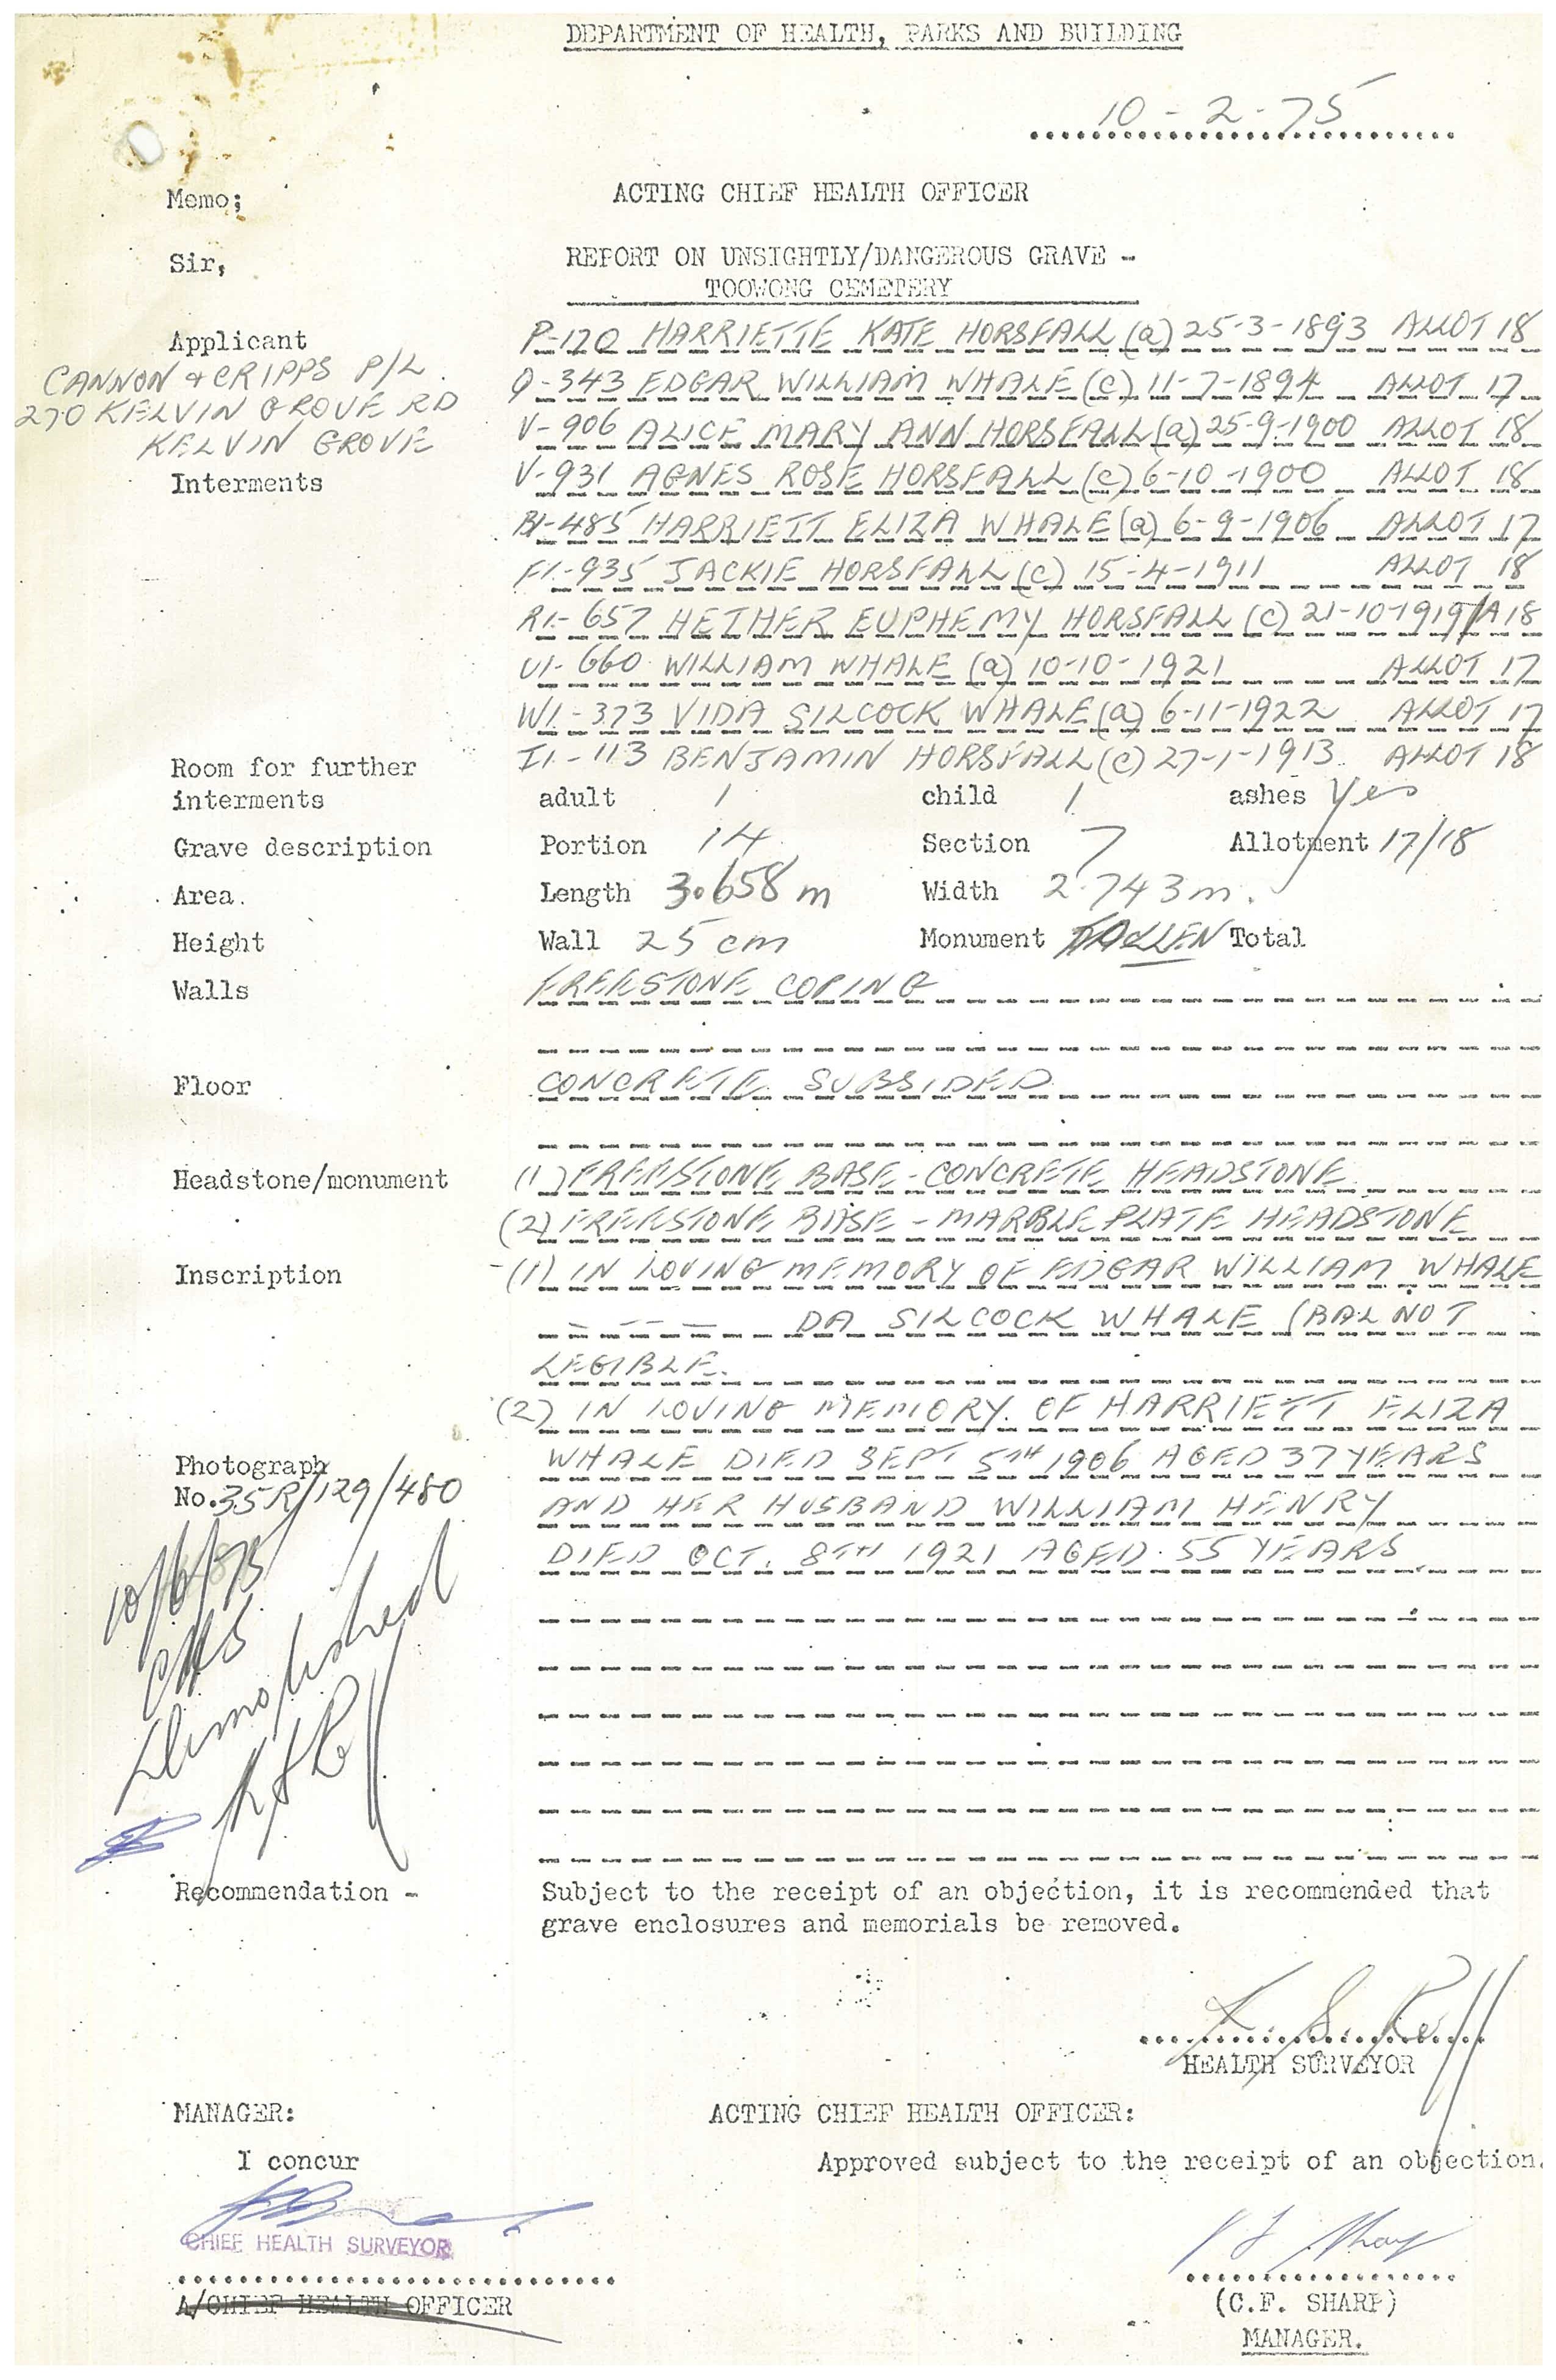 DEPARTMENT OF HEALTH, PARKS AND BUILDING
10-2-75
Memo; ACTING CHIEF HEALTH OFFICER
Sir, REPORT ON UNSIGHTLY/DANGEROUS GRAVE -
TOOWONG CEMETERY
Applicant P-120 HARRIETTE KATE HORSFALL (a) 25-3-1893 ALLOT 18
CANNON & CRIPPS P/L. Q-343 EDGAR WILLIAM WHALE (c) 11-7-1894 ALLOT 17
270 KELVIN GROVE RD V-906 ALICE MARY ANN HORSFALL (a) 25-9-1900 ALLOT 18
KELVIN GROVE
Interments V-931 AGNES ROSE HORSFALL (c) 6-10-1900 ALLOT 18
B1-485 HARRIETT ELIZA WHALE (a) 6-9-1906 ALLOT 17
F1-935 JACKIE HORSFALL (c) 15-4-1911 ALLOT 18
R1-657 HETHER EUPHEMY HORSFALL (c) 21-10-1919/A18
U1-660 WILLIAM WHALE (a) 10-10-1921 ALLOT 17
W1-373 VIDA SILCOCK WHALE (a) 6-11-1922 ALLOT 17
Room for further I1-113 BENJAMIN HORSFALL (c) 27-1-1913 ALLOT 18
interments adult 1 child 1 ashes Yes
Grave description Portion 14 Section 7 Allotment 17/18
Area. Length 3.658 m Width 2.743 m.
Height Wall 25 cm Monument FALLEN Total
Walls FREESTONE COPING
Floor CONCRETE SUBSIDED
Headstone/monument (1) FREESTONE BASE - CONCRETE HEADSTONE
(2) FREESTONE BASE - MARBLE PLATE HEADSTONE
Inscription -(1) IN LOVING MEMORY OF EDGAR WILLIAM WHALE
- - - - DA SILCOCK WHALE (BAL NOT
LEGIBLE.
(2) IN LOVING MEMORY OF HARRIETT ELIZA
Photograph WHALE DIED SEPT 5TH 1906 AGED 37 YEARS
No. 35R/129/480 AND HER HUSBAND WILLIAM HENRY
DIED OCT. 8TH 1921 AGED 55 YEARS
10/6/75
CHS
Demolished
Recommendation - Subject to the receipt of an objection, it is recommended that
grave enclosures and memorials be removed.
HEALTH SURVEYOR
MANAGER: ACTING CHIEF HEALTH OFFICER:
I concur Approved subject to the receipt of an objection.
CHIEF HEALTH SURVEYOR
A/CHIEF HEALTH OFFICER (C.F. SHARP)
MANAGER.